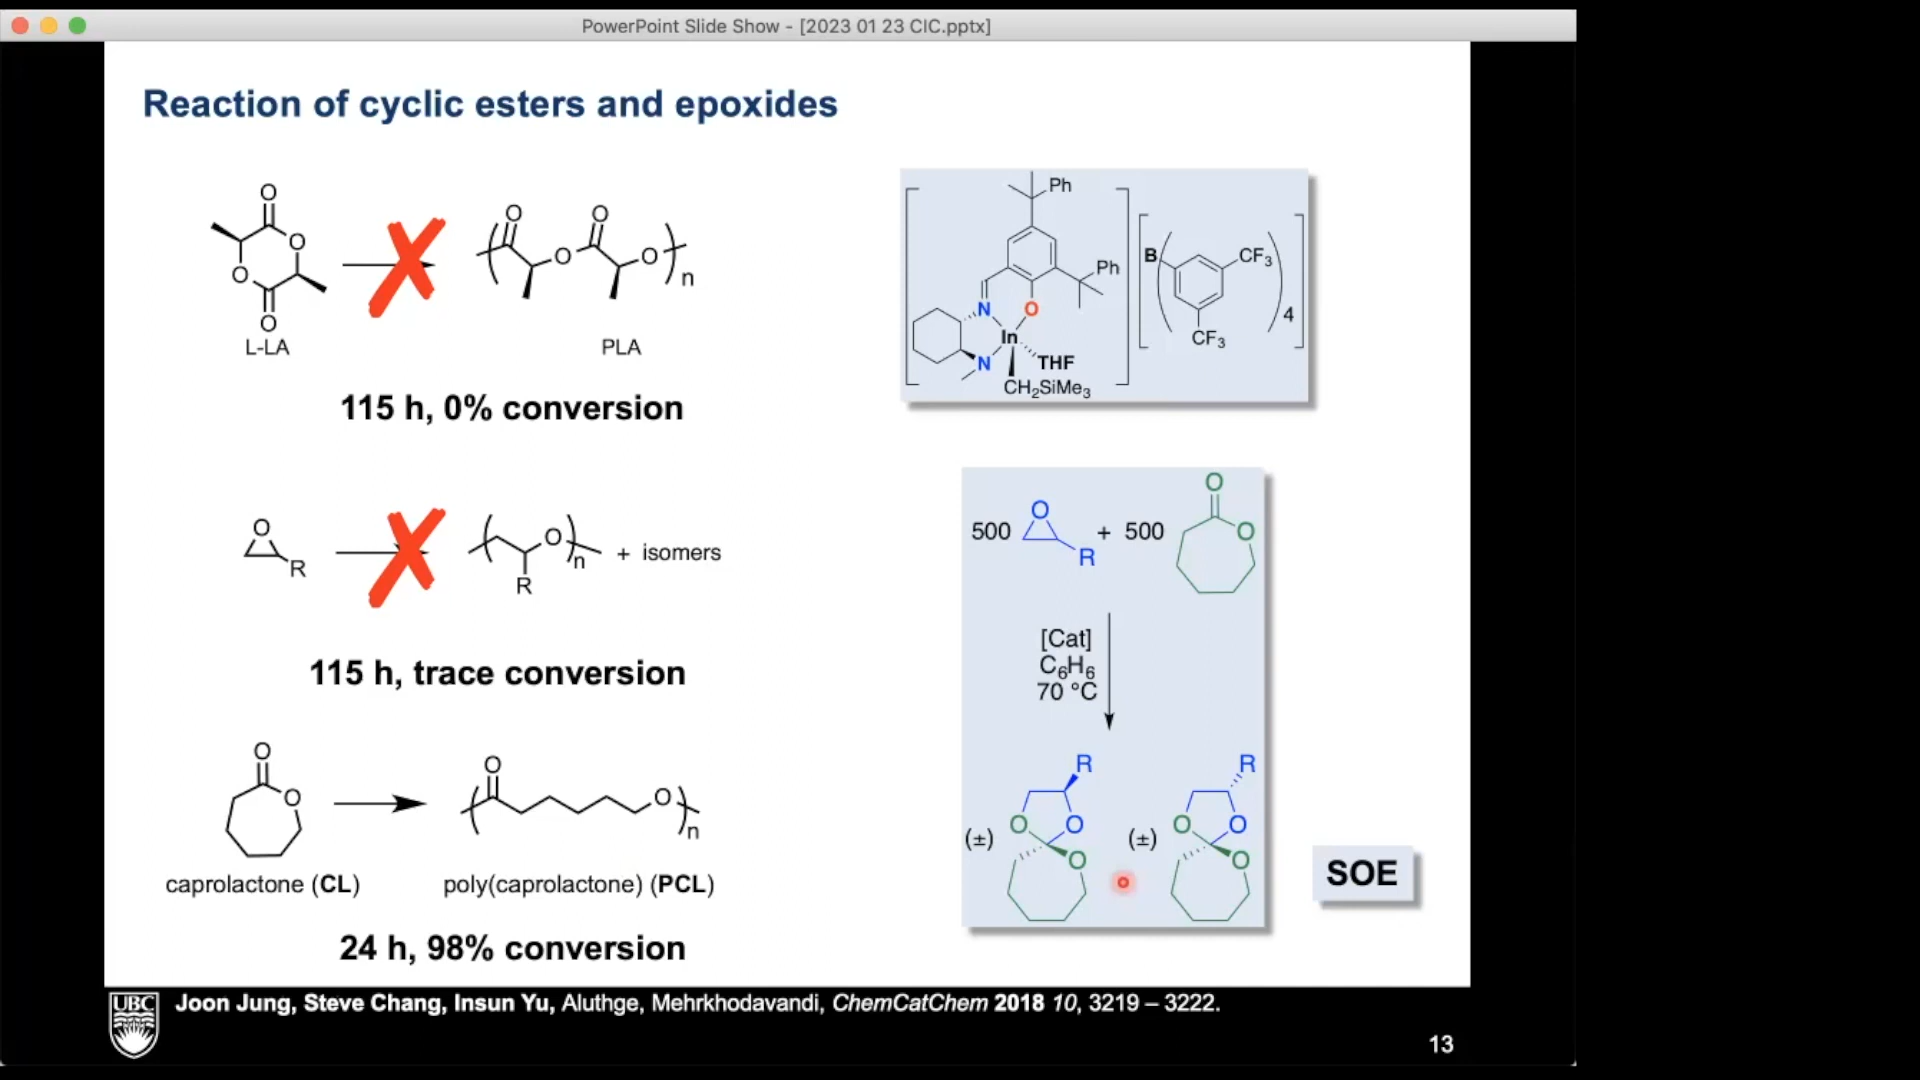 PowerPoint Slide Show - [2023 01 23 CIC.pptx]
Reaction of cyclic esters and epoxides
O
O
O
O
L-LA
O
O
O
O
n
PLA
115 h, 0% conversion
O
R
O
n
R
+ isomers
115 h, trace conversion
O
O
caprolactone (CL)
O
O
n
poly(caprolactone) (PCL)
24 h, 98% conversion
Ph
Ph
N
O
In
N
THF
CH₂SiMe₃
B
CF₃
CF₃
4
500
O
R
+ 500
O
O
[Cat]
C₆H₆
70 °C
(±)
R
O
O
O
(±)
R
O
O
O
SOE
UBC
Joon Jung, Steve Chang, Insun Yu, Aluthge, Mehrkhodavandi, ChemCatChem 2018 10, 3219 – 3222.
13